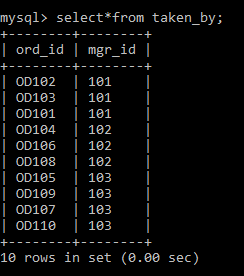 mysql> select*from taken_by;
+--------+--------+
| ord_id | mgr_id |
+--------+--------+
| OD102 | 101 |
| OD103 | 101 |
| OD101 | 101 |
| OD104 | 102 |
| OD106 | 102 |
| OD108 | 102 |
| OD105 | 103 |
| OD109 | 103 |
| OD107 | 103 |
| OD110 | 103 |
+--------+--------+
10 rows in set (0.00 sec)